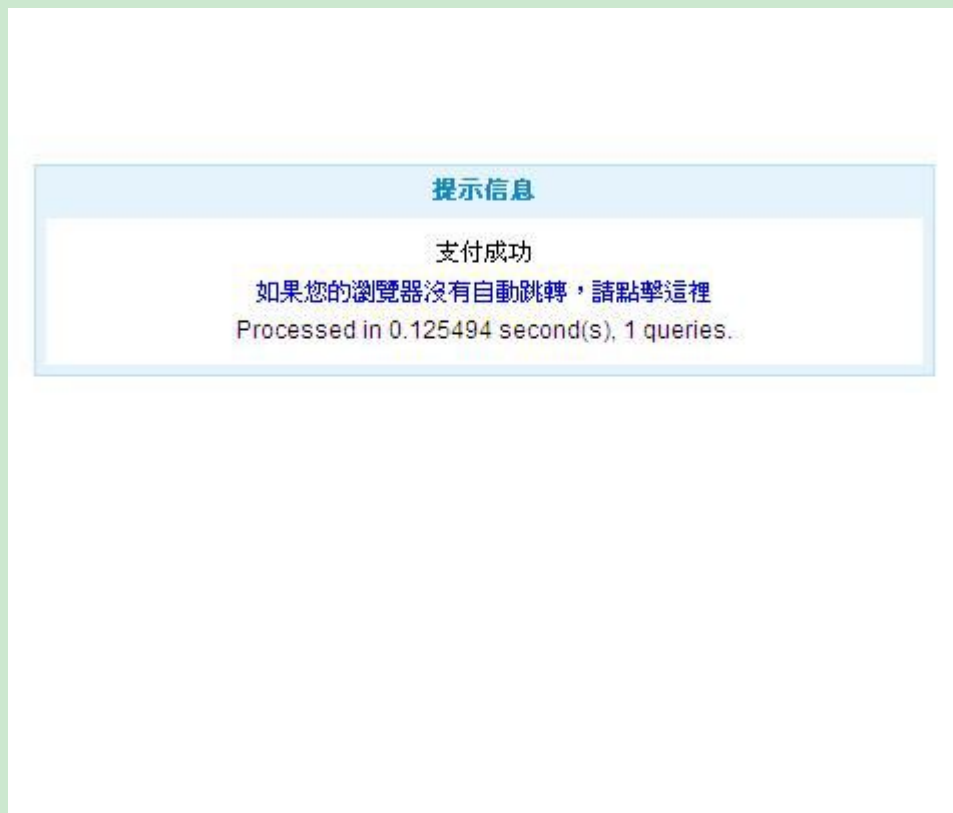 提示信息
支付成功
如果您的瀏覽器沒有自動跳轉，請點擊這裡
Processed in 0.125494 second(s), 1 queries.